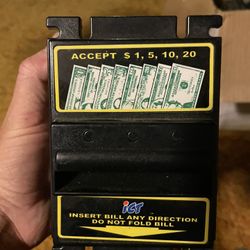 ACCEPT $ 1, 5, 10, 20
ICT
INSERT BILL ANY DIRECTION
DO NOT FOLD BILL